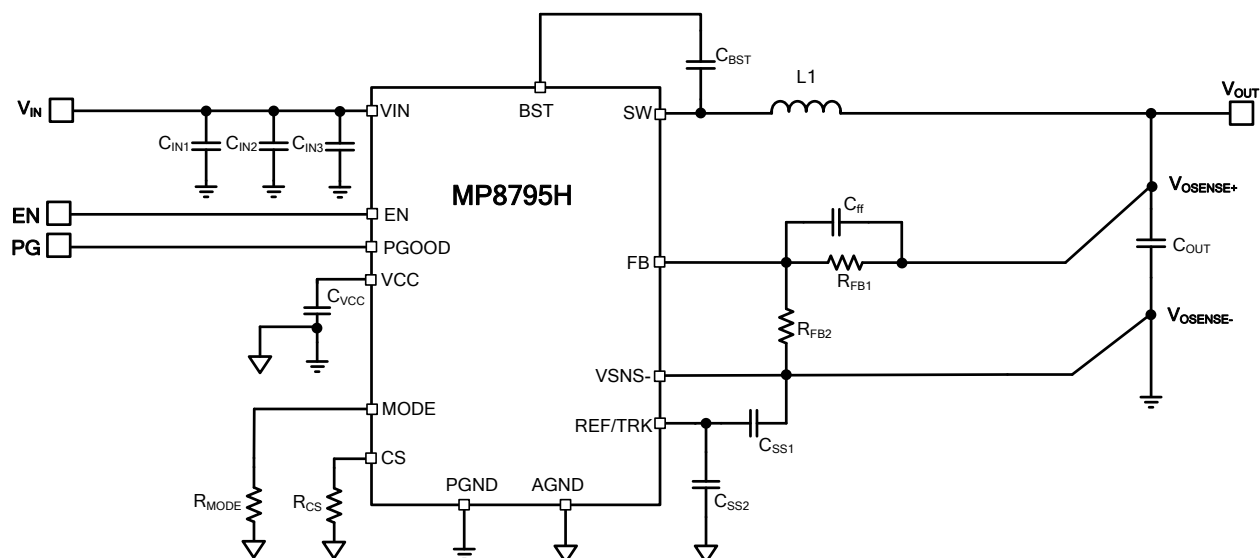 C_BST
L1
V_IN
VIN
BST
SW
V_OUT
C_IN1
C_IN2
C_IN3
MP8795H
V_OSENSE+
EN
EN
C_ff
PG
PGOOD
FB
C_OUT
VCC
R_FB1
C_VCC
V_OSENSE-
R_FB2
VSNS-
MODE
REF/TRK
C_SS1
CS
PGND
AGND
R_MODE
R_CS
C_SS2